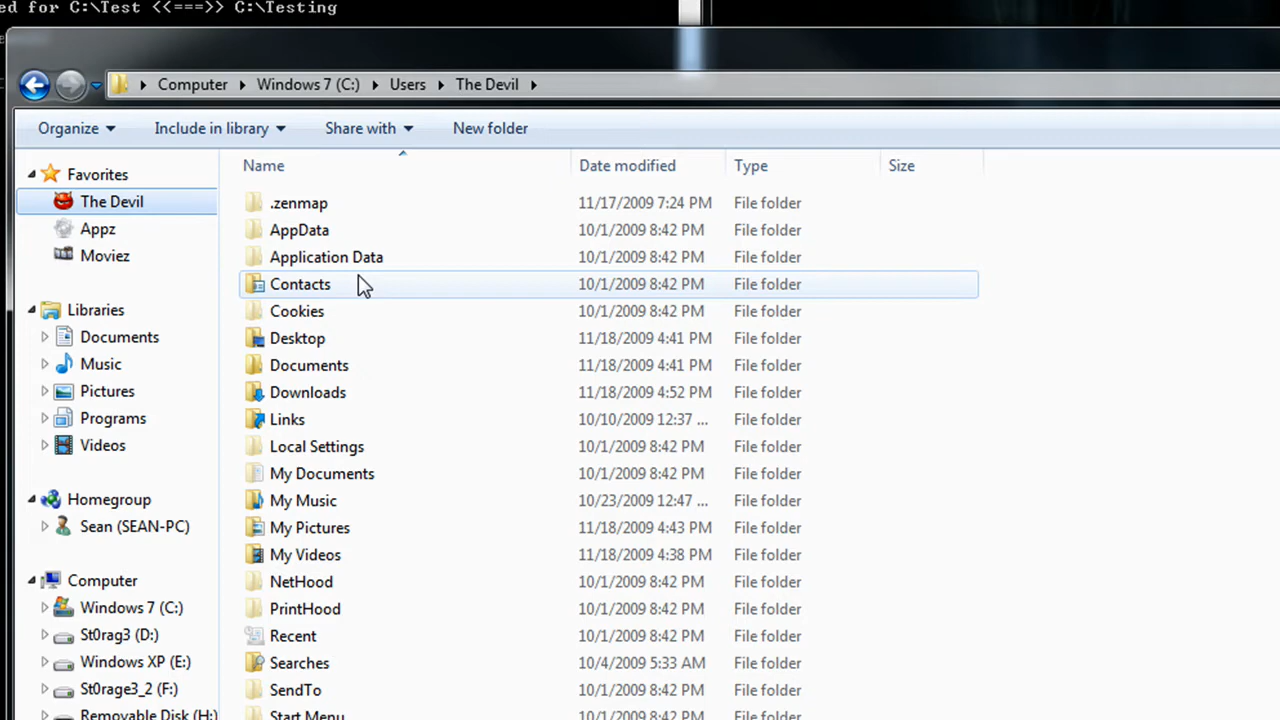 ed for C:\Test <<===>> C:\Testing
Computer Windows 7 (C:) Users The Devil
Organize Include in library Share with New folder
Name Date modified Type Size
Favorites
The Devil
Appz
Moviez
Libraries
Documents
Music
Pictures
Programs
Videos
Homegroup
Sean (SEAN-PC)
Computer
Windows 7 (C:)
St0rag3 (D:)
Windows XP (E:)
St0rage3_2 (F:)
Removable Disk (H:)
.zenmap 11/17/2009 7:24 PM File folder
AppData 10/1/2009 8:42 PM File folder
Application Data 10/1/2009 8:42 PM File folder
Contacts 10/1/2009 8:42 PM File folder
Cookies 10/1/2009 8:42 PM File folder
Desktop 11/18/2009 4:41 PM File folder
Documents 11/18/2009 4:41 PM File folder
Downloads 11/18/2009 4:52 PM File folder
Links 10/10/2009 12:37 ... File folder
Local Settings 10/1/2009 8:42 PM File folder
My Documents 10/1/2009 8:42 PM File folder
My Music 10/23/2009 12:47 ... File folder
My Pictures 11/18/2009 4:43 PM File folder
My Videos 11/18/2009 4:38 PM File folder
NetHood 10/1/2009 8:42 PM File folder
PrintHood 10/1/2009 8:42 PM File folder
Recent 10/1/2009 8:42 PM File folder
Searches 10/4/2009 5:33 AM File folder
SendTo 10/1/2009 8:42 PM File folder
Start Menu 10/1/2009 8:42 PM File folder